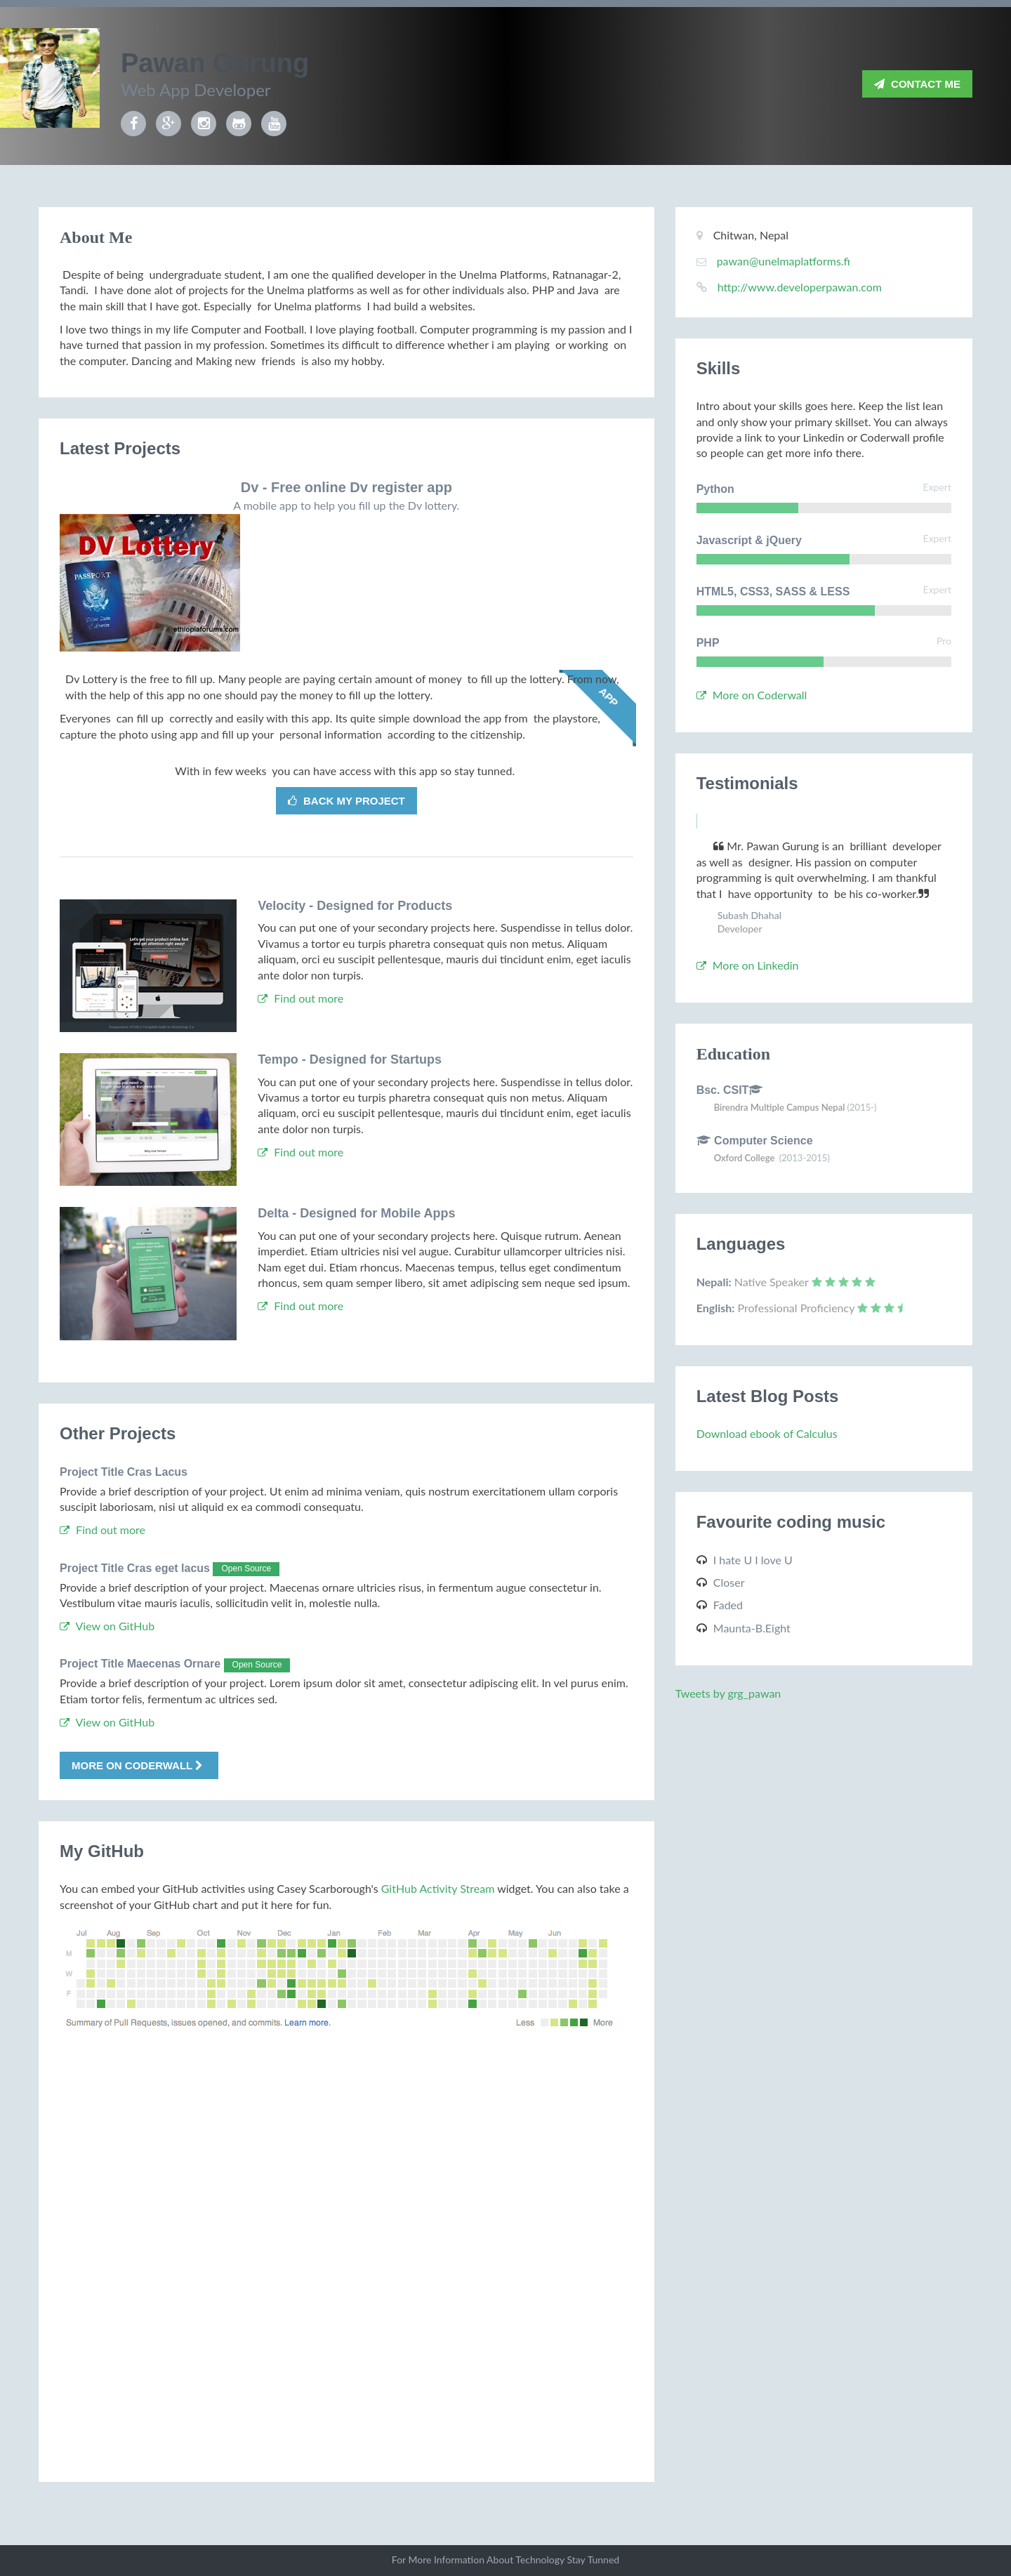 Pawan Gurung
Web App Developer
CONTACT ME
About Me
Despite of being undergraduate student, I am one the qualified developer in the Unelma Platforms, Ratnanagar-2,
Tandi. I have done alot of projects for the Unelma platforms as well as for other individuals also. PHP and Java are
the main skill that I have got. Especially for Unelma platforms I had build a websites.
I love two things in my life Computer and Football. I love playing football. Computer programming is my passion and I
have turned that passion in my profession. Sometimes its difficult to difference whether i am playing or working on
the computer. Dancing and Making new friends is also my hobby.
Latest Projects
Dv - Free online Dv register app
A mobile app to help you fill up the Dv lottery.
DV Lottery
PASSPORT
ethioplaforums.com
Dv Lottery is the free to fill up. Many people are paying certain amount of money to fill up the lottery. From now,
with the help of this app no one should pay the money to fill up the lottery.
APP
Everyones can fill up correctly and easily with this app. Its quite simple download the app from the playstore,
capture the photo using app and fill up your personal information according to the citizenship.
With in few weeks you can have access with this app so stay tunned.
BACK MY PROJECT
Velocity - Designed for Products
You can put one of your secondary projects here. Suspendisse in tellus dolor.
Vivamus a tortor eu turpis pharetra consequat quis non metus. Aliquam
aliquam, orci eu suscipit pellentesque, mauris dui tincidunt enim, eget iaculis
ante dolor non turpis.
Find out more
Tempo - Designed for Startups
You can put one of your secondary projects here. Suspendisse in tellus dolor.
Vivamus a tortor eu turpis pharetra consequat quis non metus. Aliquam
aliquam, orci eu suscipit pellentesque, mauris dui tincidunt enim, eget iaculis
ante dolor non turpis.
Find out more
Delta - Designed for Mobile Apps
You can put one of your secondary projects here. Quisque rutrum. Aenean
imperdiet. Etiam ultricies nisi vel augue. Curabitur ullamcorper ultricies nisi.
Nam eget dui. Etiam rhoncus. Maecenas tempus, tellus eget condimentum
rhoncus, sem quam semper libero, sit amet adipiscing sem neque sed ipsum.
Find out more
Other Projects
Project Title Cras Lacus
Provide a brief description of your project. Ut enim ad minima veniam, quis nostrum exercitationem ullam corporis
suscipit laboriosam, nisi ut aliquid ex ea commodi consequatu.
Find out more
Project Title Cras eget lacus Open Source
Provide a brief description of your project. Maecenas ornare ultricies risus, in fermentum augue consectetur in.
Vestibulum vitae mauris iaculis, sollicitudin velit in, molestie nulla.
View on GitHub
Project Title Maecenas Ornare Open Source
Provide a brief description of your project. Lorem ipsum dolor sit amet, consectetur adipiscing elit. In vel purus enim.
Etiam tortor felis, fermentum ac ultrices sed.
View on GitHub
MORE ON CODERWALL
My GitHub
You can embed your GitHub activities using Casey Scarborough's GitHub Activity Stream widget. You can also take a
screenshot of your GitHub chart and put it here for fun.
Jul Aug Sep Oct Nov Dec Jan Feb Mar Apr May Jun
M
W
F
Summary of Pull Requests, issues opened, and commits. Learn more. Less More
Chitwan, Nepal
pawan@unelmaplatforms.fi
http://www.developerpawan.com
Skills
Intro about your skills goes here. Keep the list lean
and only show your primary skillset. You can always
provide a link to your Linkedin or Coderwall profile
so people can get more info there.
Python Expert
Javascript & jQuery Expert
HTML5, CSS3, SASS & LESS Expert
PHP Pro
More on Coderwall
Testimonials
Mr. Pawan Gurung is an brilliant developer
as well as designer. His passion on computer
programming is quit overwhelming. I am thankful
that I have opportunity to be his co-worker.
Subash Dhahal
Developer
More on Linkedin
Education
Bsc. CSIT
Birendra Multiple Campus Nepal (2015-)
Computer Science
Oxford College (2013-2015)
Languages
Nepali: Native Speaker
English: Professional Proficiency
Latest Blog Posts
Download ebook of Calculus
Favourite coding music
I hate U I love U
Closer
Faded
Maunta-B.Eight
Tweets by grg_pawan
For More Information About Technology Stay Tunned